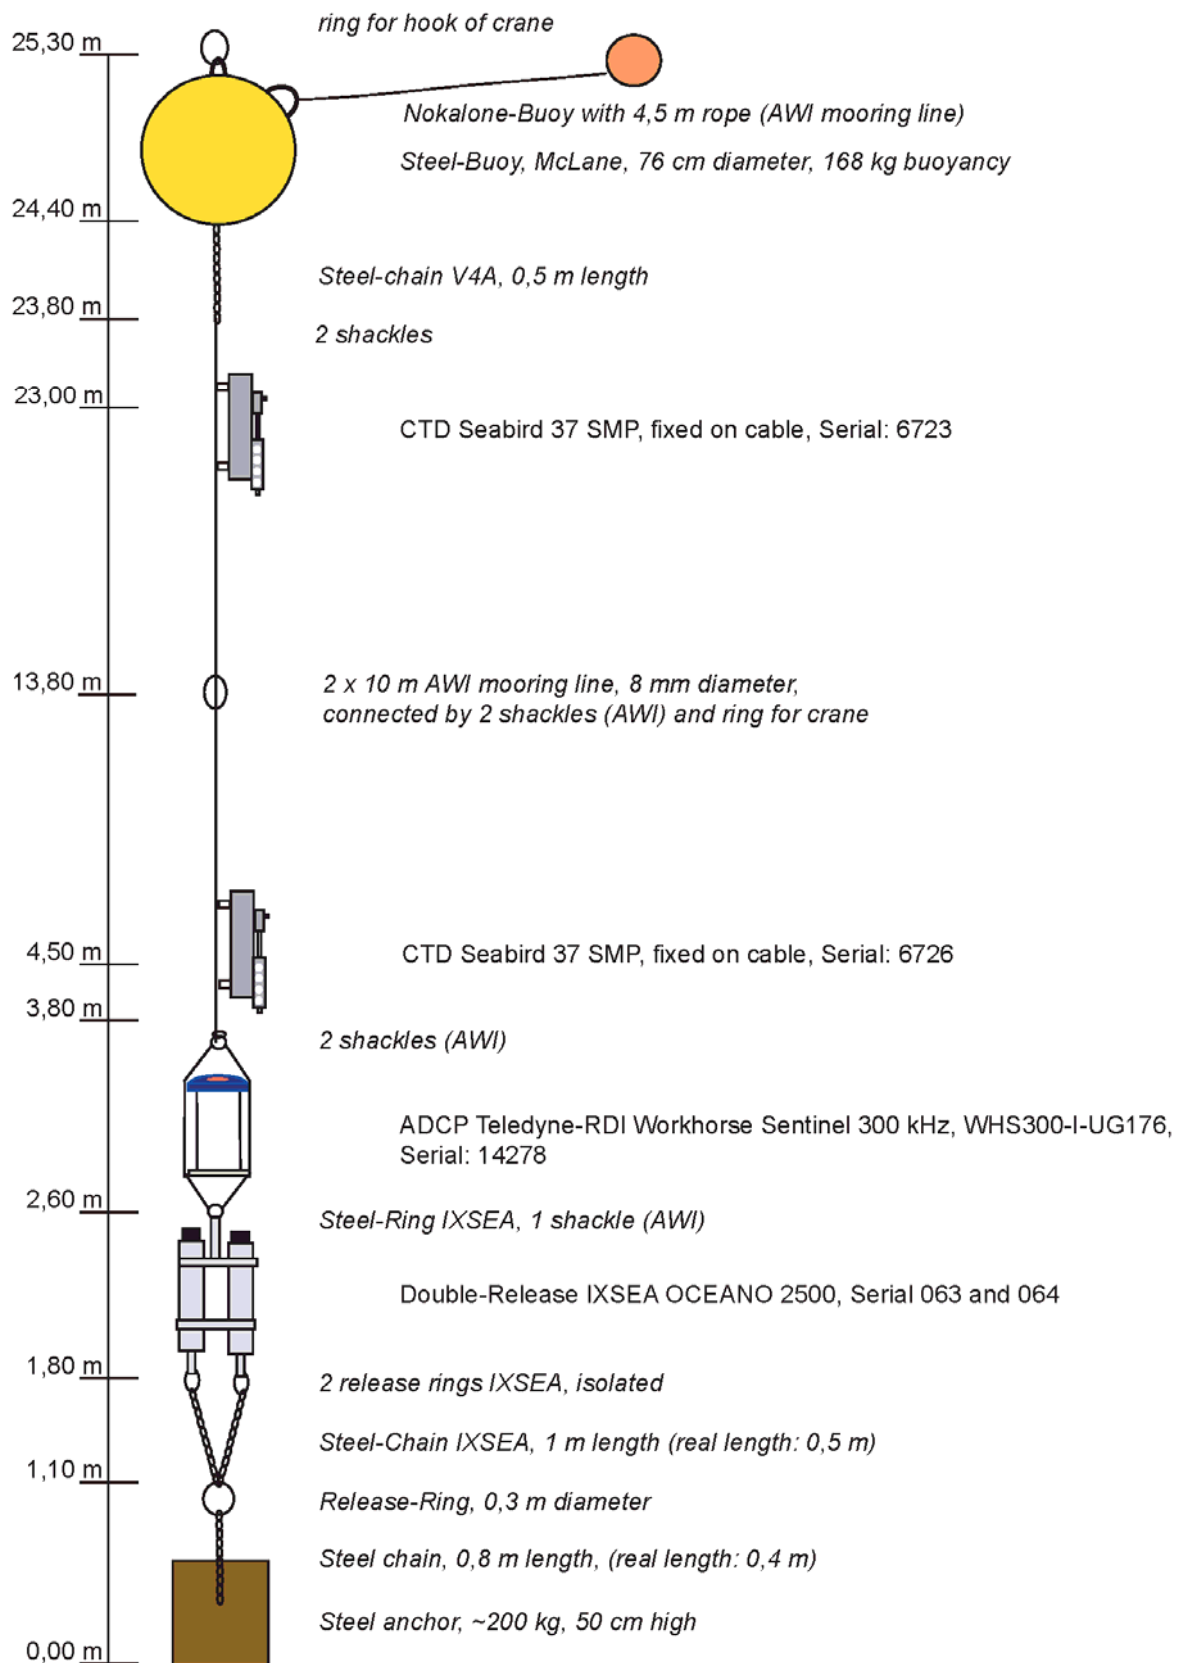 ring for hook of crane
25,30 m
Nokalone-Buoy with 4,5 m rope (AWI mooring line)
Steel-Buoy, McLane, 76 cm diameter, 168 kg buoyancy
24,40 m
Steel-chain V4A, 0,5 m length
23,80 m
2 shackles
23,00 m
CTD Seabird 37 SMP, fixed on cable, Serial: 6723
13,80 m
2 x 10 m AWI mooring line, 8 mm diameter,
connected by 2 shackles (AWI) and ring for crane
4,50 m
CTD Seabird 37 SMP, fixed on cable, Serial: 6726
3,80 m
2 shackles (AWI)
ADCP Teledyne-RDI Workhorse Sentinel 300 kHz, WHS300-I-UG176,
Serial: 14278
2,60 m
Steel-Ring IXSEA, 1 shackle (AWI)
Double-Release IXSEA OCEANO 2500, Serial 063 and 064
1,80 m
2 release rings IXSEA, isolated
Steel-Chain IXSEA, 1 m length (real length: 0,5 m)
1,10 m
Release-Ring, 0,3 m diameter
Steel chain, 0,8 m length, (real length: 0,4 m)
Steel anchor, ~200 kg, 50 cm high
0,00 m